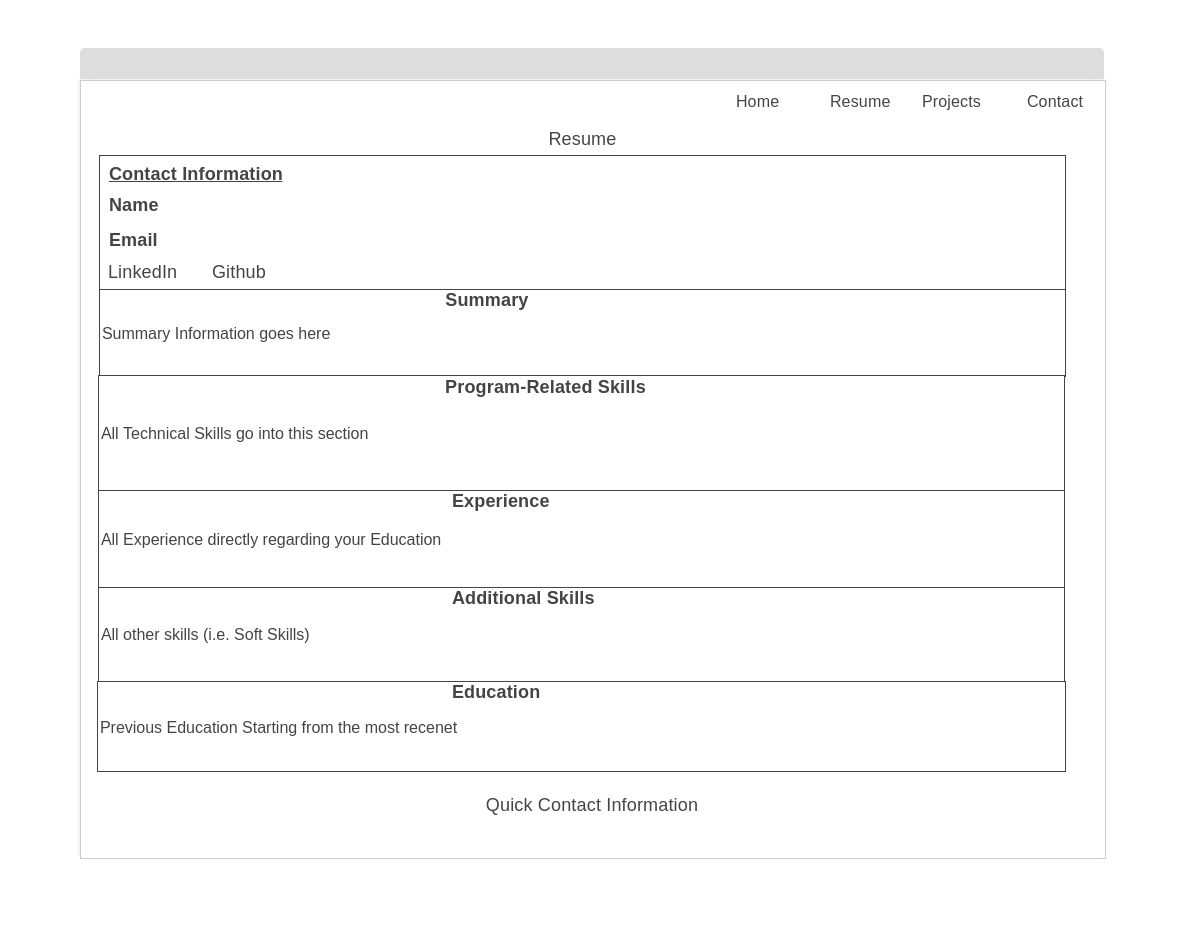 Home Resume Projects Contact
Resume
Contact Information
Name
Email
LinkedIn Github
Summary
Summary Information goes here
Program-Related Skills
All Technical Skills go into this section
Experience
All Experience directly regarding your Education
Additional Skills
All other skills (i.e. Soft Skills)
Education
Previous Education Starting from the most recenet
Quick Contact Information